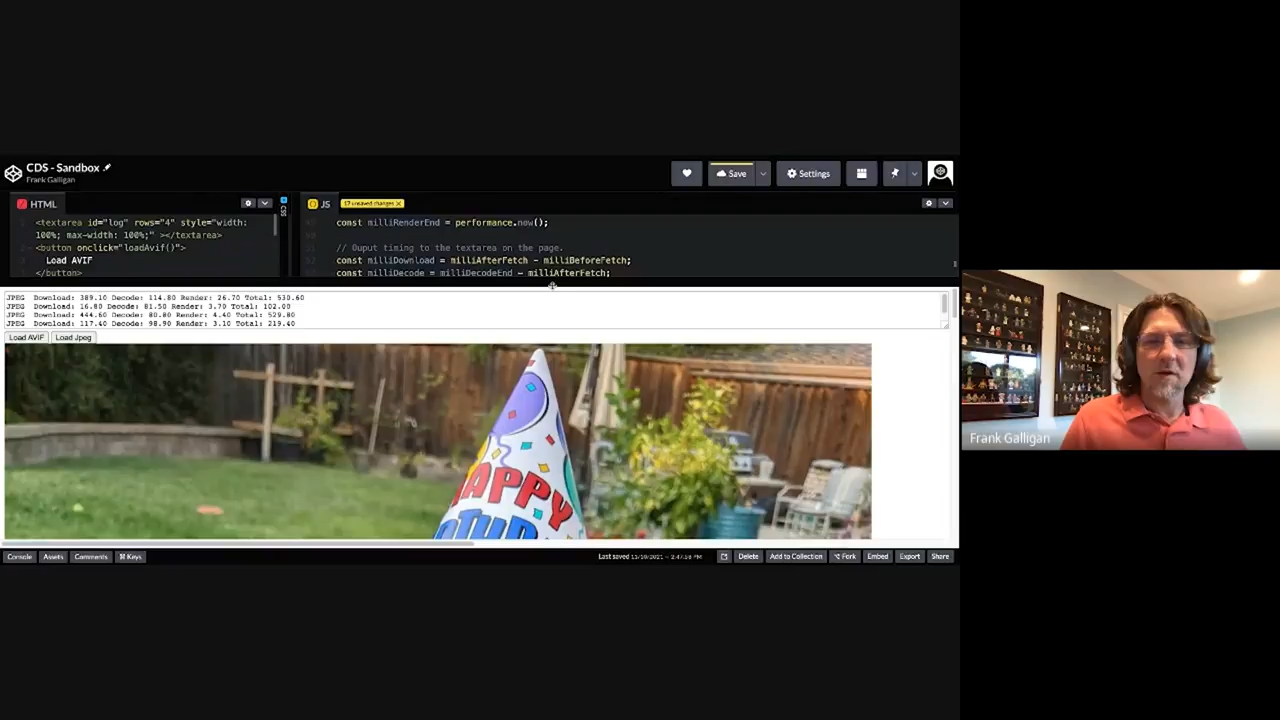 CDS - Sandbox
Frank Galligan
Save
Settings
HTML
CSS
JS
17 unsaved changes X
<textarea id="log" rows="4" style="width:
100%; max-width: 100%;" ></textarea>
<button onclick="loadAvif()">
Load AVIF
</button>
const milliRenderEnd = performance.now();
// Ouput timing to the textarea on the page.
const milliDownload = milliAfterFetch - milliBeforeFetch;
const milliDecode = milliDecodeEnd - milliAfterFetch;
JPEG Download: 389.10 Decode: 114.80 Render: 26.70 Total: 530.60
JPEG Download: 16.80 Decode: 81.50 Render: 3.70 Total: 102.00
JPEG Download: 444.60 Decode: 80.80 Render: 4.40 Total: 529.80
JPEG Download: 117.40 Decode: 98.90 Render: 3.10 Total: 219.40
Load AVIF Load Jpeg
HAPPY
Frank Galligan
Console Assets Comments ⌘ Keys
Delete Add to Collection Fork Embed Export Share